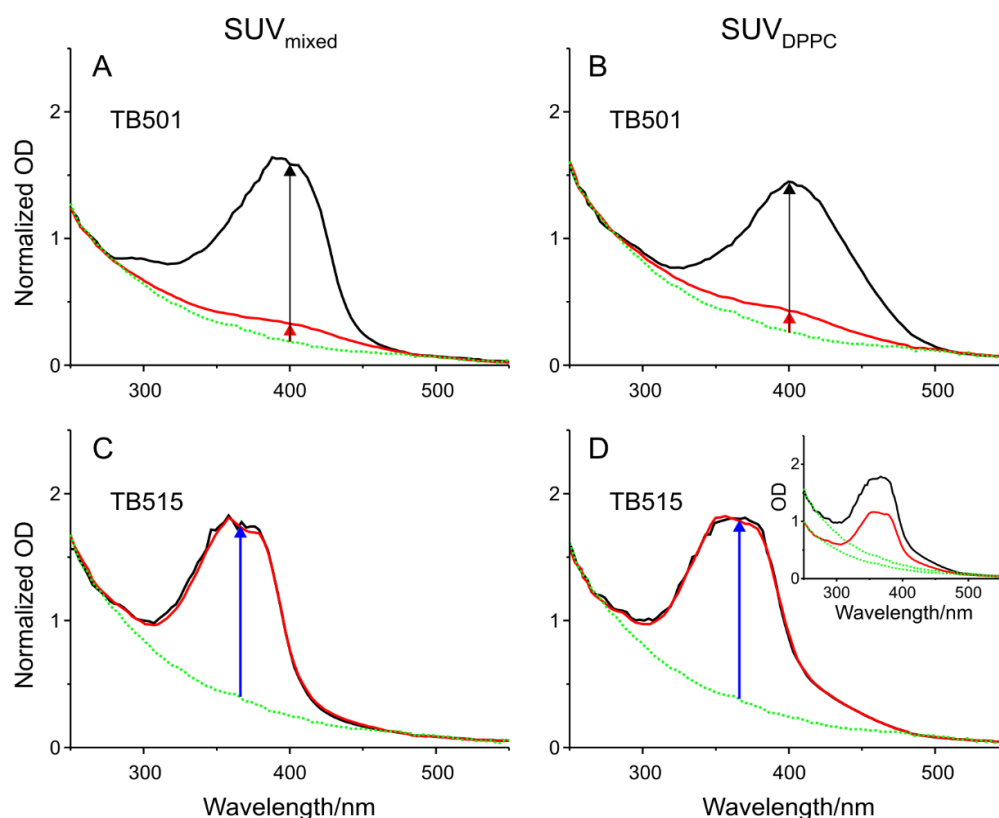 SUVmixed
SUVDPPC
A
TB501
Normalized OD
2
1
0
300
400
500
B
TB501
2
1
0
300
400
500
C
TB515
Normalized OD
2
1
0
300
400
500
Wavelength/nm
D
TB515
2
1
0
300
400
500
Wavelength/nm
OD
2
1
0
300
400
500
Wavelength/nm